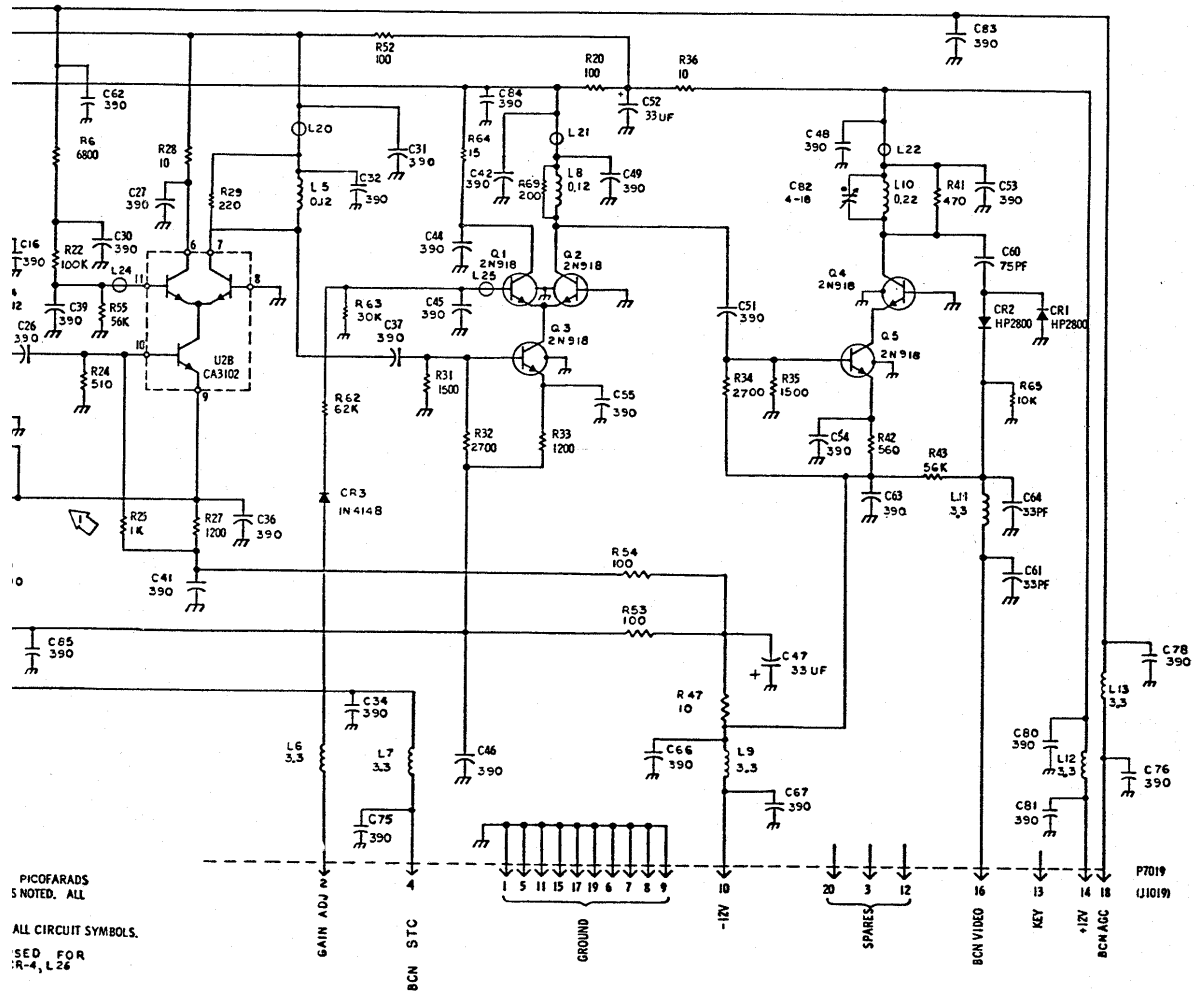 C83
390
R52
100
R20
100
R36
10
C62
390
C84
390
+
C52
33UF
R6
6800
R28
10
L20
C31
390
R64
15
L21
C48
390
L22
C27
390
R29
220
L5
0.12
C32
390
C42
390
R69
200
L8
0.12
C49
390
C82
4-18
L10
0.22
R41
470
C53
390
C16
390
R22
100K
C30
390
6
7
8
C44
390
Q1
2N918
Q2
2N918
Q4
2N918
C60
75PF
L24
11
L25
C39
390
R55
56K
R63
30K
C45
390
C51
390
CR2
HP2800
CR1
HP2800
C26
390
10
U2B
CA3102
9
C37
390
Q3
2N918
Q5
2N918
R24
510
R31
1500
R34
2700
R35
1500
R65
10K
R62
62K
C55
390
R32
2700
R33
1200
C54
390
R42
560
R43
56K
CR3
1N4148
C63
390
L11
3.3
C64
33PF
1
R25
1K
R27
1200
C36
390
R54
100
C61
33PF
C41
390
R53
100
C85
390
C47
33UF
+
C78
390
C34
390
R47
10
L13
3.3
L6
3.3
L7
3.3
C46
390
C66
390
L9
3.3
C80
390
L12
3.3
C76
390
C75
390
C67
390
C81
390
P7019
(J1019)
2
4
1
5
11
15
17
19
6
7
8
9
10
20
3
12
16
13
14
18
GAIN ADJ
BCN STC
GROUND
-12V
SPARES
BCN VIDEO
KEY
+12V
BCN AGC
PICOFARADS
S NOTED. ALL
ALL CIRCUIT SYMBOLS.
SED FOR
CR-4, L26